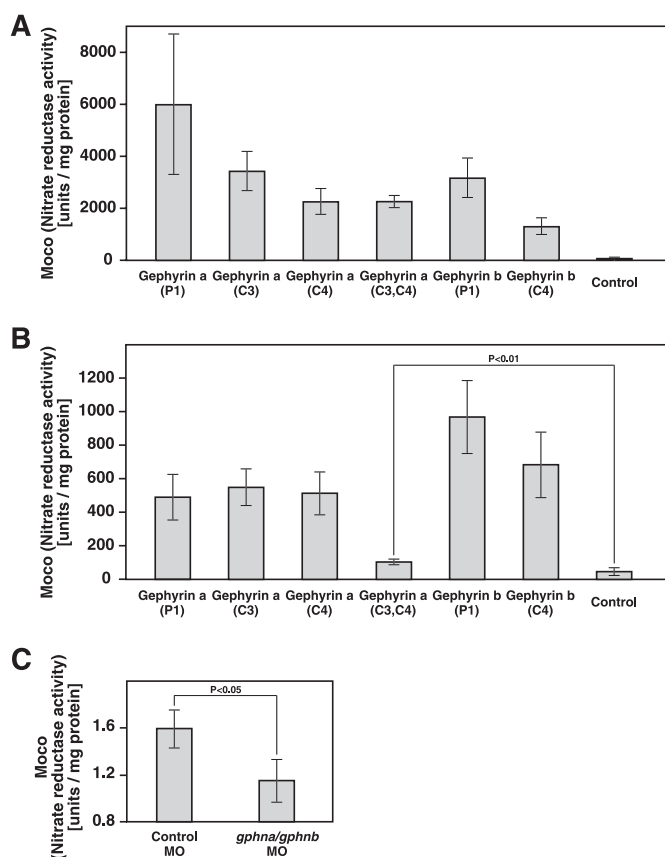 A
Moco (Nitrate reductase activity)
[units / mg protein]
8000
6000
4000
2000
0
Gephyrin a Gephyrin a Gephyrin a Gephyrin a Gephyrin b Gephyrin b Control
(P1) (C3) (C4) (C3,C4) (P1) (C4)
B
Moco (Nitrate reductase activity)
[units / mg protein]
P<0.01
1200
1000
800
600
400
200
0
Gephyrin a Gephyrin a Gephyrin a Gephyrin a Gephyrin b Gephyrin b Control
(P1) (C3) (C4) (C3,C4) (P1) (C4)
C
Moco
(Nitrate reductase activity)
[units / mg protein]
P<0.05
1.6
1.2
0.8
Control gphna/gphnb
MO MO